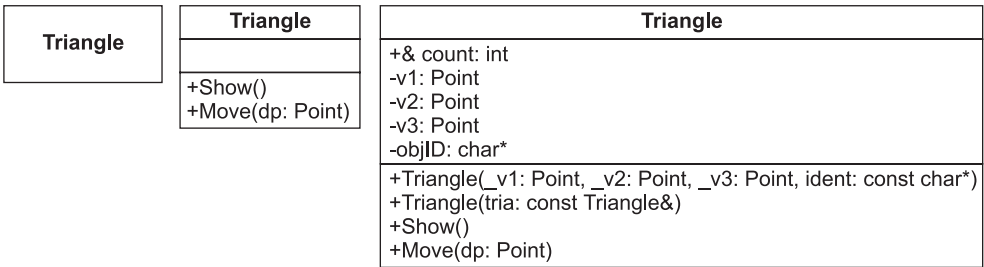 Triangle
Triangle
+Show()
+Move(dp: Point)
Triangle
+& count: int
-v1: Point
-v2: Point
-v3: Point
-objID: char*
+Triangle(_v1: Point, _v2: Point, _v3: Point, ident: const char*)
+Triangle(tria: const Triangle&)
+Show()
+Move(dp: Point)